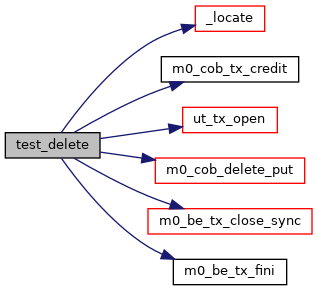 _locate
m0_cob_tx_credit
ut_tx_open
test_delete
m0_cob_delete_put
m0_be_tx_close_sync
m0_be_tx_fini